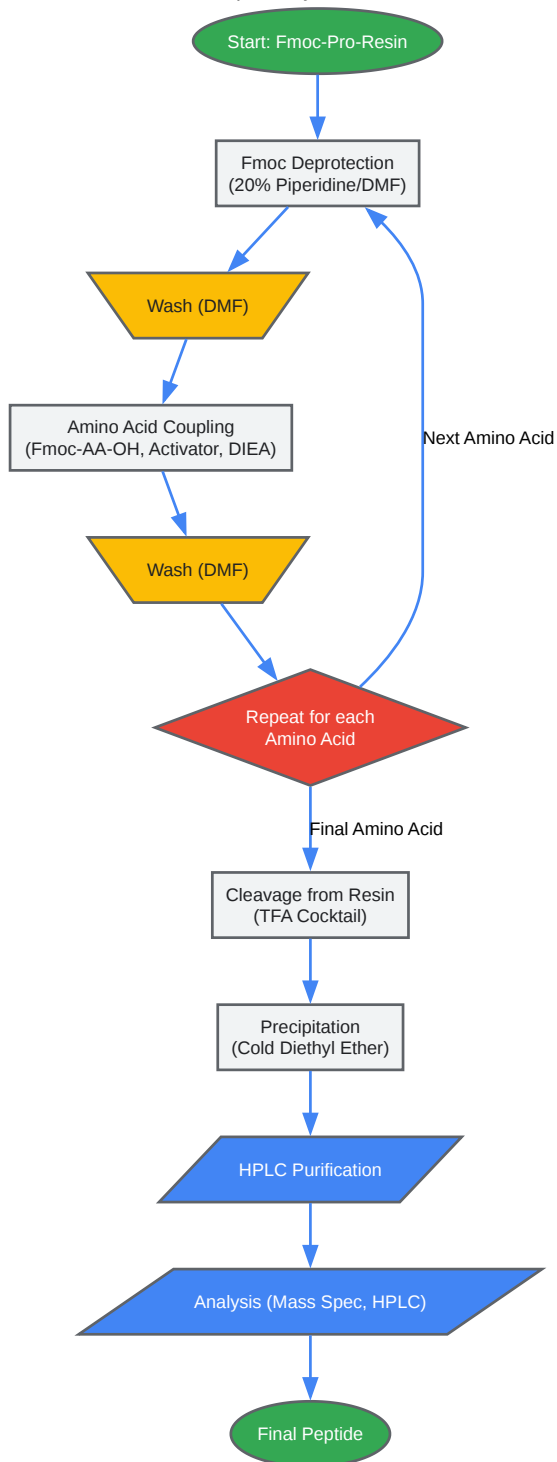 Start: Fmoc-Pro-Resin
Fmoc Deprotection
(20% Piperidine/DMF)
Wash (DMF)
Amino Acid Coupling
(Fmoc-AA-OH, Activator, DIEA)
Next Amino Acid
Wash (DMF)
Repeat for each
Amino Acid
Final Amino Acid
Cleavage from Resin
(TFA Cocktail)
Precipitation
(Cold Diethyl Ether)
HPLC Purification
Analysis (Mass Spec, HPLC)
Final Peptide